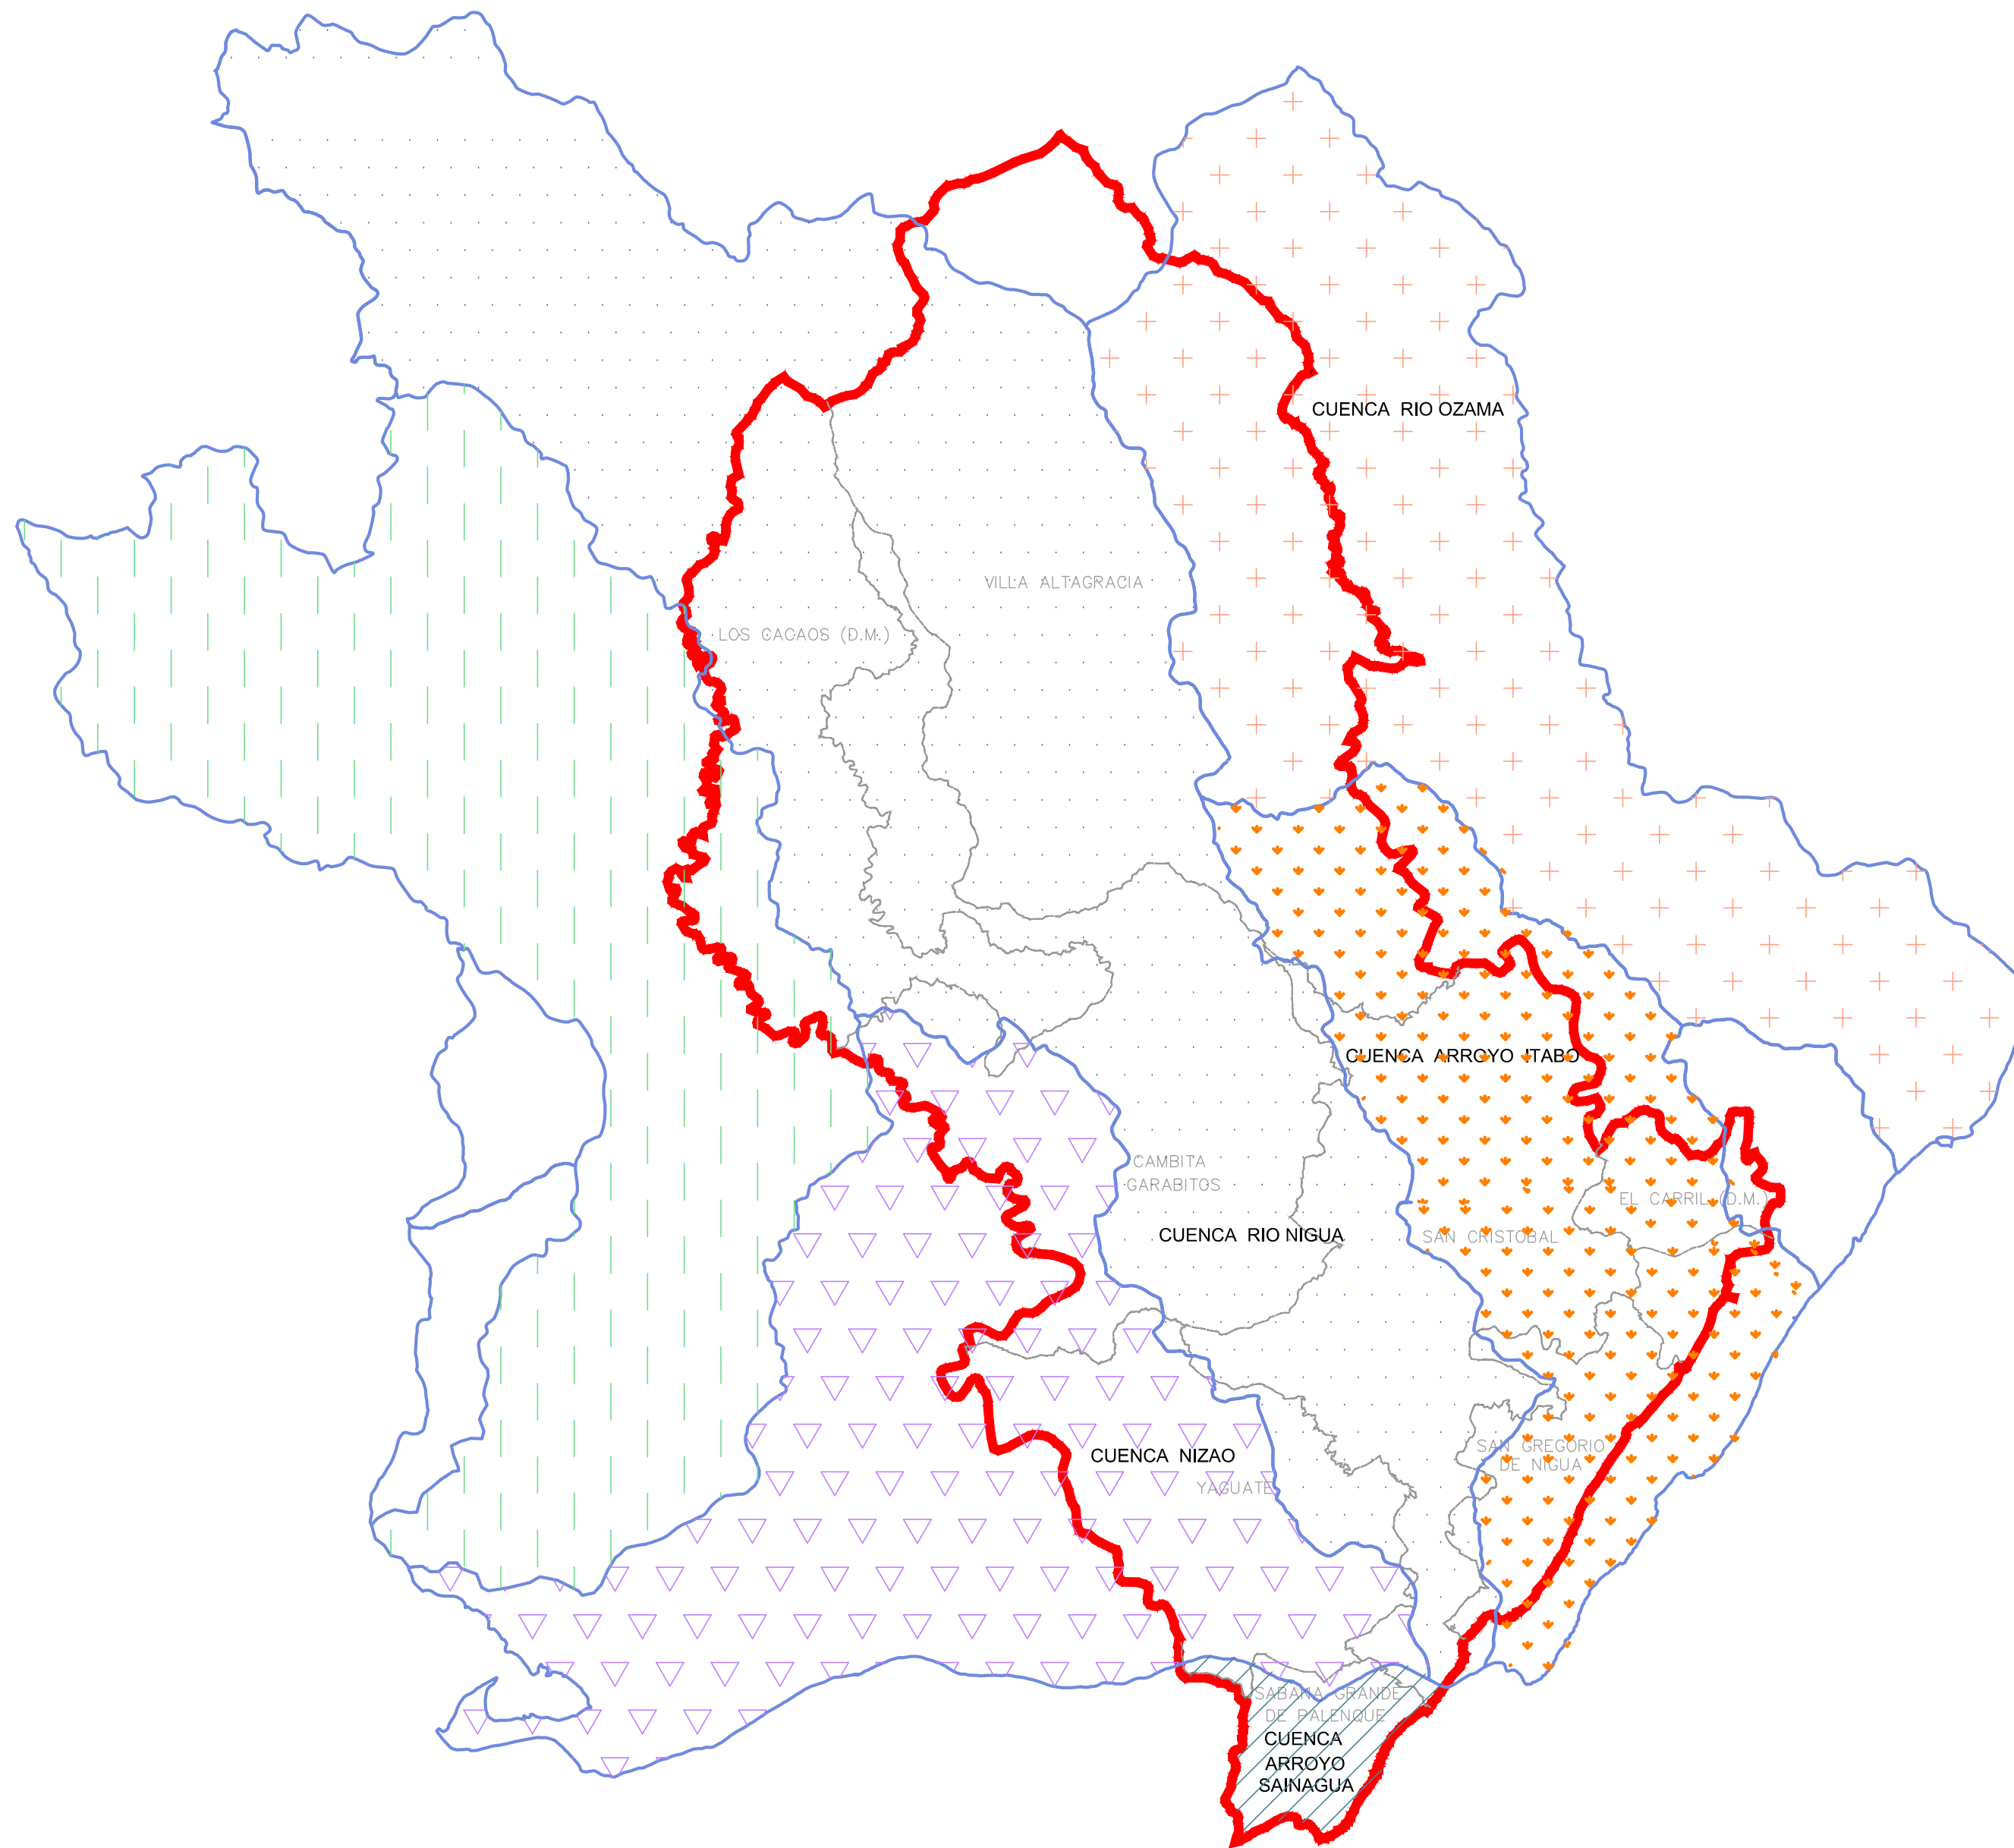 CUENCA RIO OZAMA
VILLA ALTAGRACIA
LOS CACAOS (D.M.)
CUENCA ARROYO ITABO
CAMBITA
GARABITOS
EL CARRIL (D.M.)
CUENCA RIO NIGUA
SAN CRISTOBAL
SAN GREGORIO
DE NIGUA
CUENCA NIZAO
YAGUATE
SABANA GRANDE
DE PALENQUE
CUENCA
ARROYO
SAINAGUA